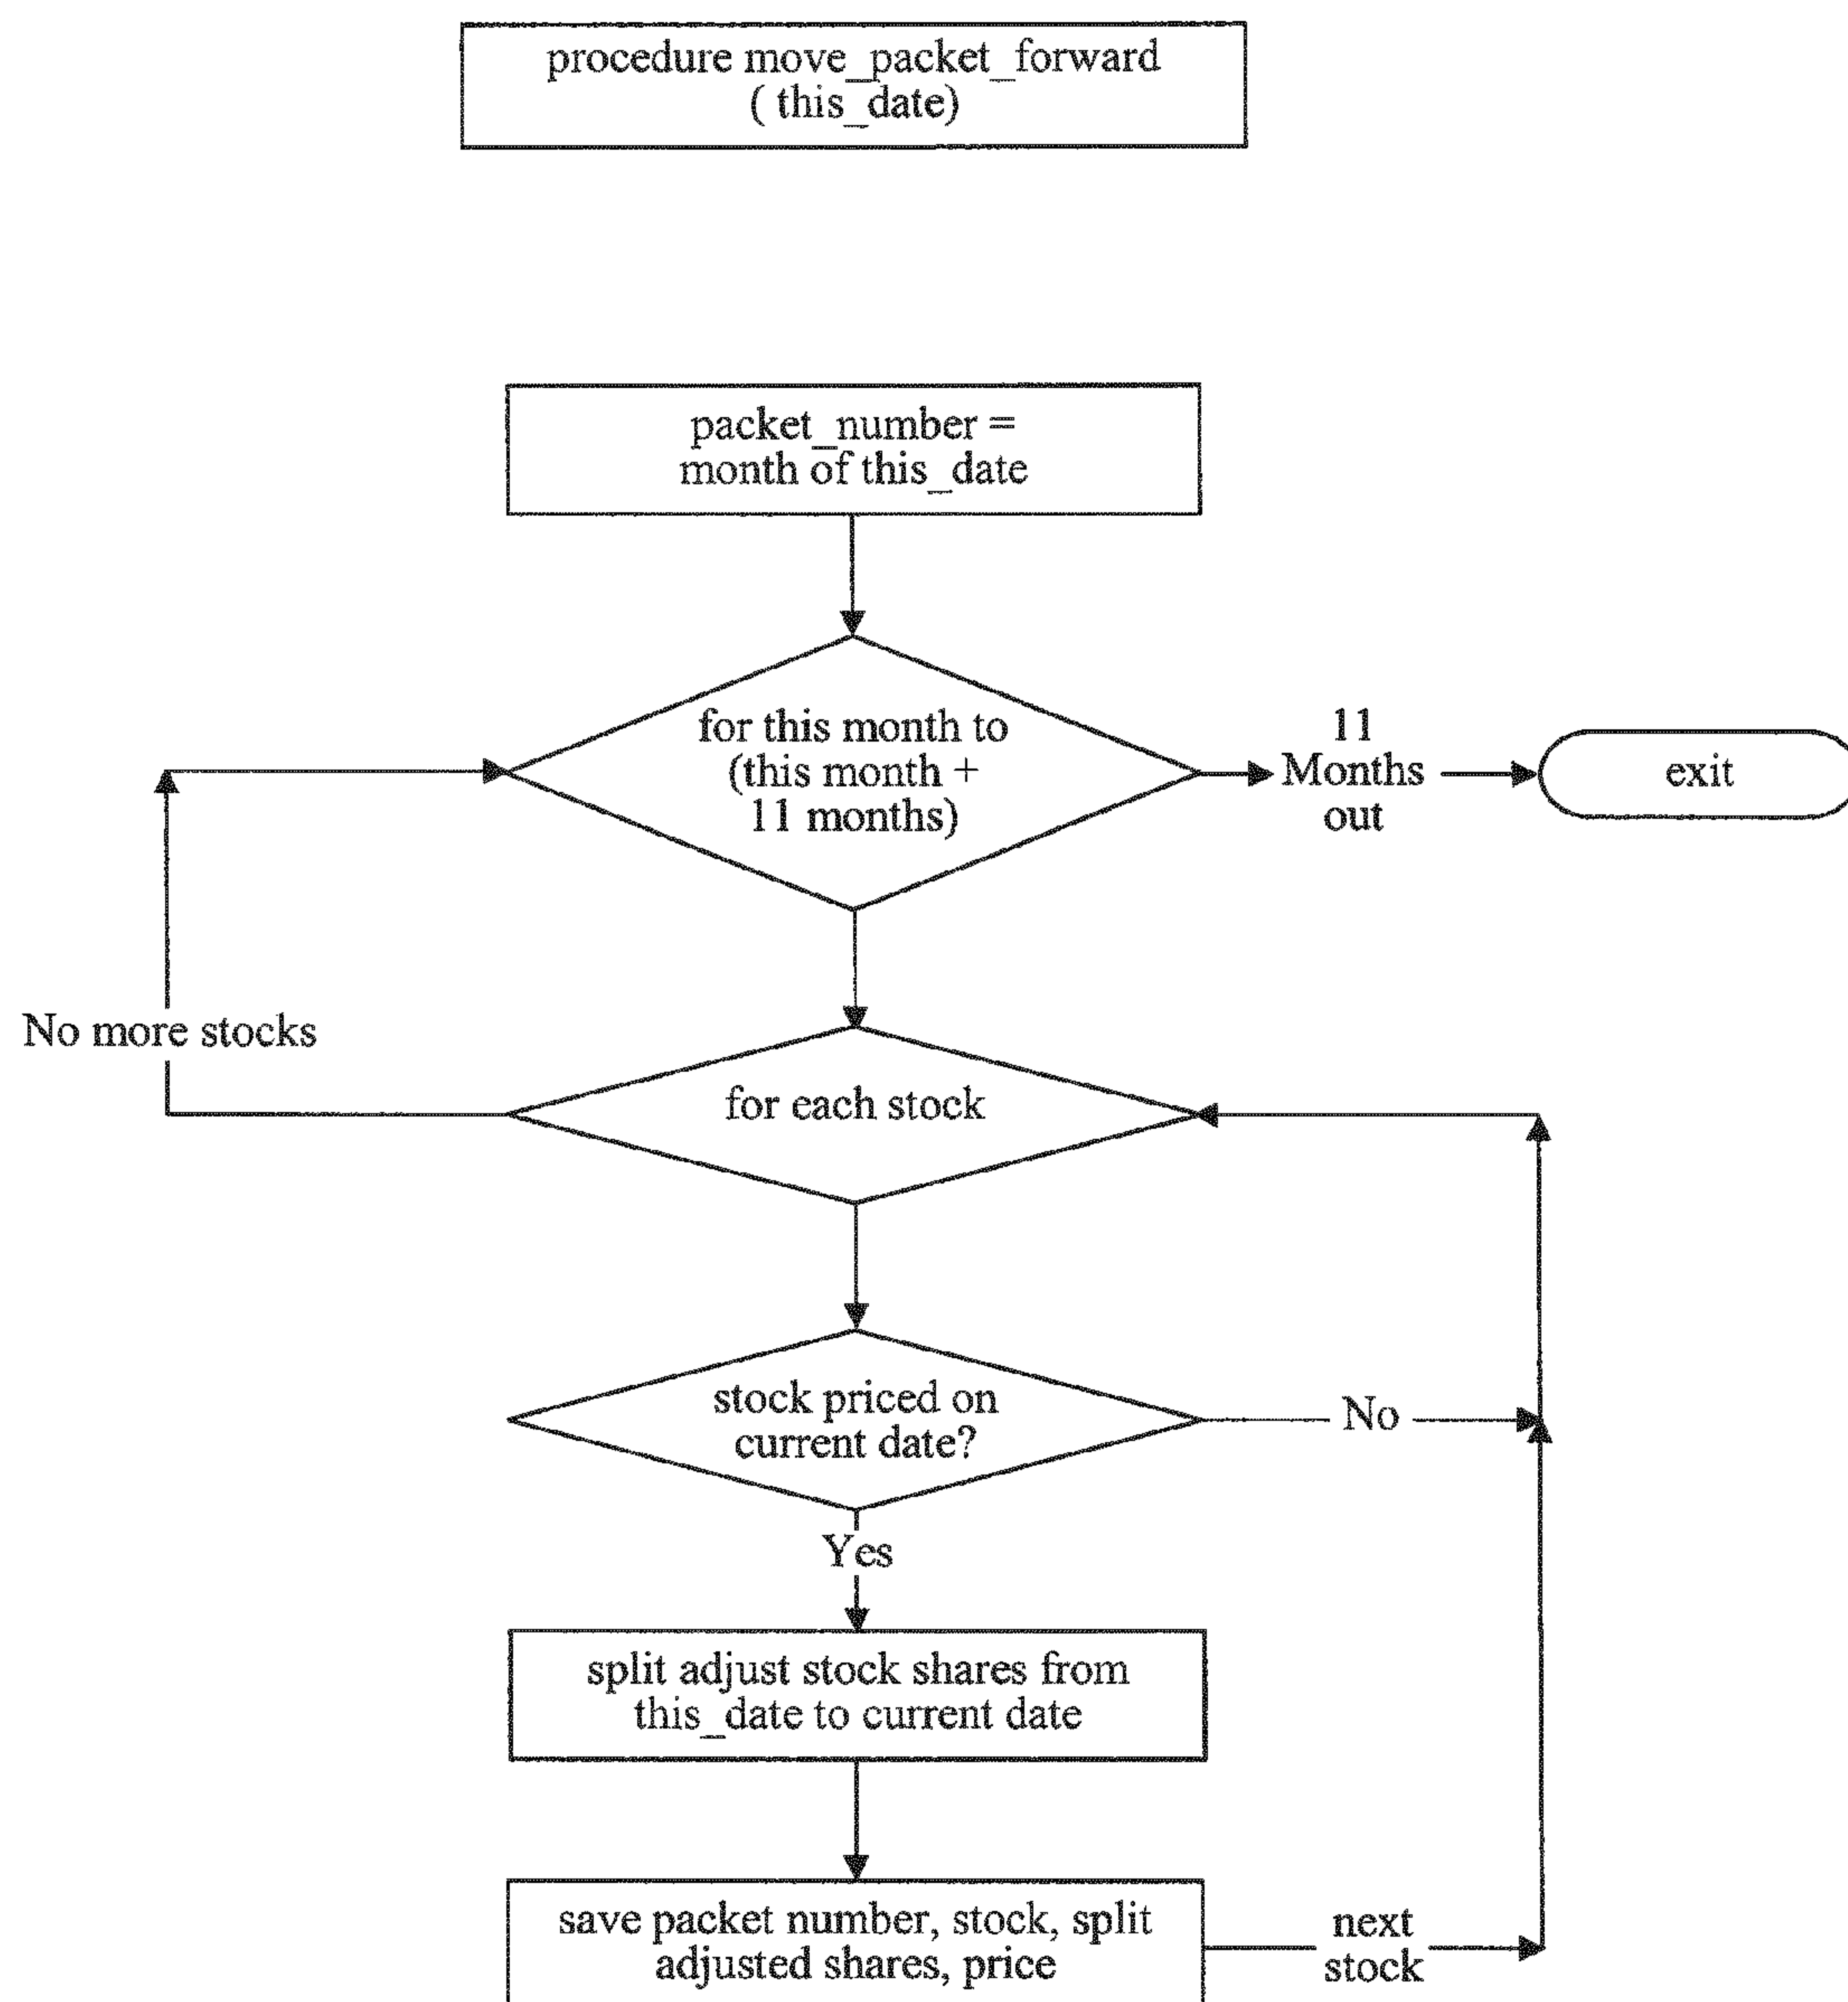 procedure move_packet_forward
( this_date)
packet_number =
month of this_date
for this month to
(this month +
11 months)
11
Months
out
exit
No more stocks
for each stock
stock priced on
current date?
No
Yes
split adjust stock shares from
this_date to current date
save packet number, stock, split
adjusted shares, price
next
stock